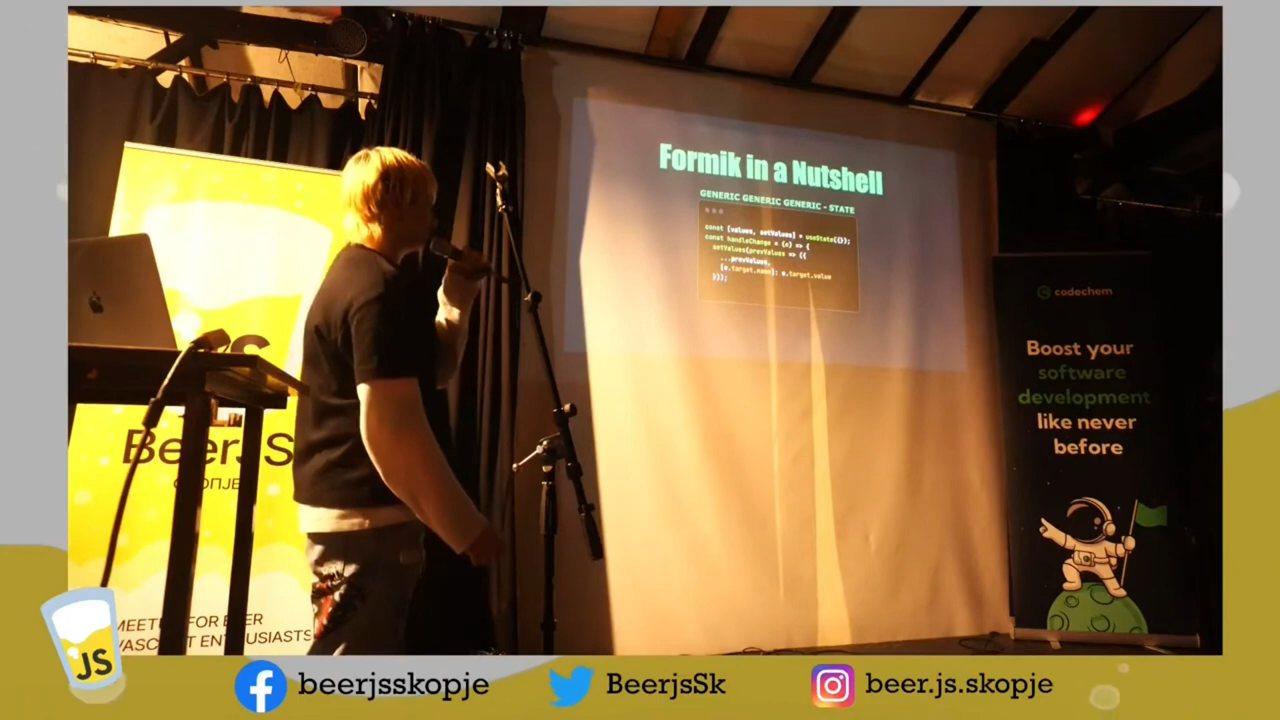 Formik in a Nutshell
GENERIC GENERIC GENERIC - STATE
const [values, setValues] = useState({});
const handleChange = (e) => {
setValues(prevValues => ({
...prevValues,
[e.target.name]: e.target.value
}));
JS
BeerJS
MEETUP FOR BEER
codechem
Boost your
software
development
like never
before
JS
beerjsskopje
BeerjsSk
beer.js.skopje